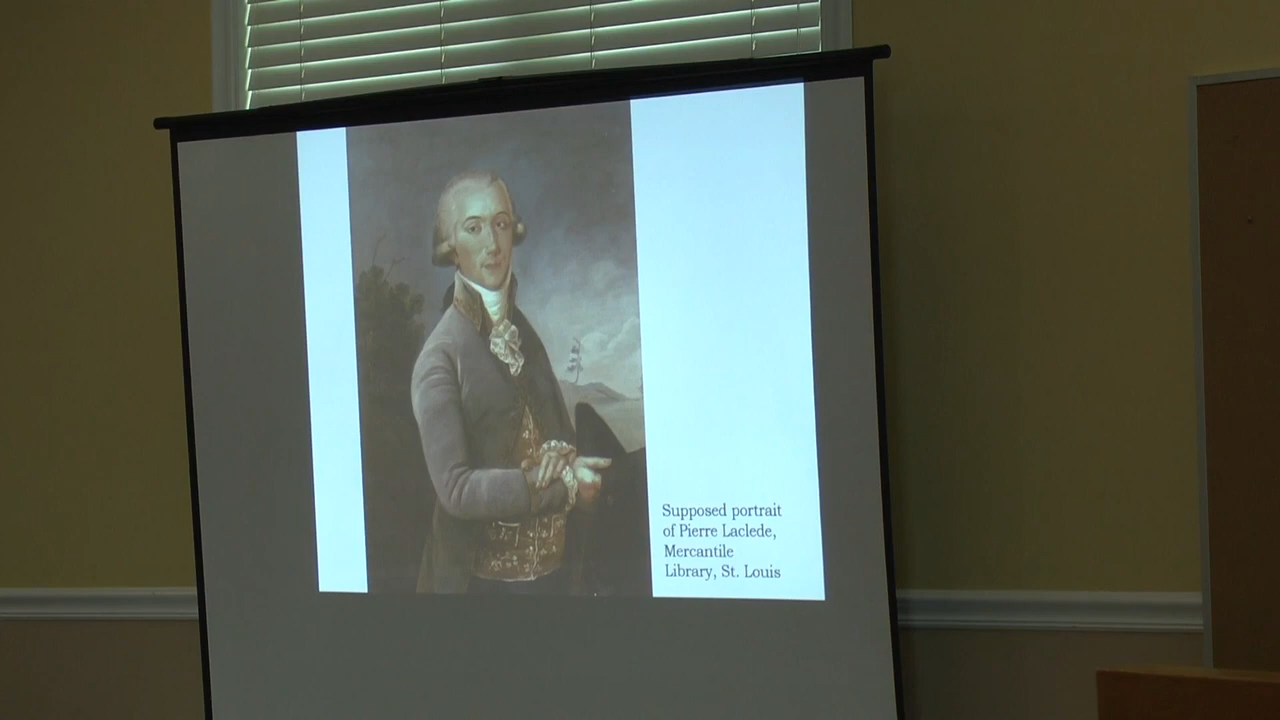 Supposed portrait
of Pierre Laclede,
Mercantile
Library, St. Louis